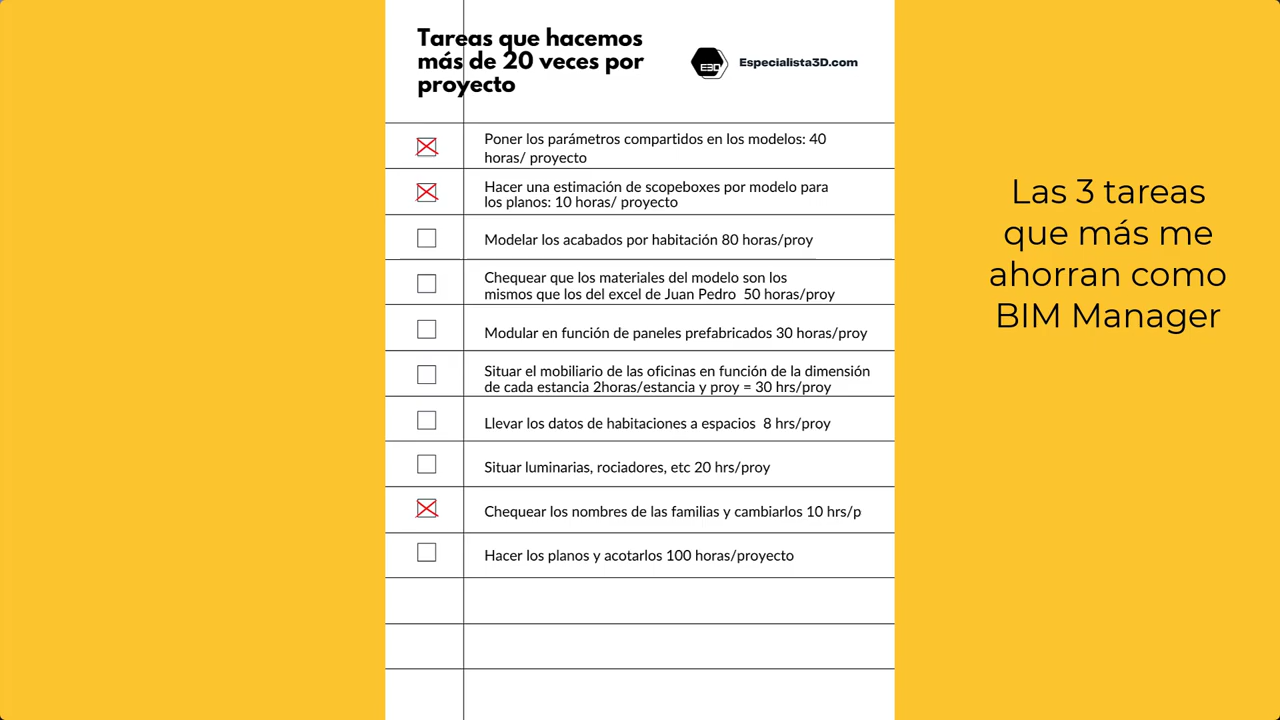 Tareas que hacemos
más de 20 veces por
proyecto
E3D
Especialista3D.com
Poner los parámetros compartidos en los modelos: 40
horas/ proyecto
Hacer una estimación de scopeboxes por modelo para
los planos: 10 horas/ proyecto
Modelar los acabados por habitación 80 horas/proy
Chequear que los materiales del modelo son los
mismos que los del excel de Juan Pedro  50 horas/proy
Modular en función de paneles prefabricados 30 horas/proy
Situar el mobiliario de las oficinas en función de la dimensión
de cada estancia 2horas/estancia y proy = 30 hrs/proy
Llevar los datos de habitaciones a espacios  8 hrs/proy
Situar luminarias, rociadores, etc 20 hrs/proy
Chequear los nombres de las familias y cambiarlos 10 hrs/p
Hacer los planos y acotarlos 100 horas/proyecto
Las 3 tareas
que más me
ahorran como
BIM Manager